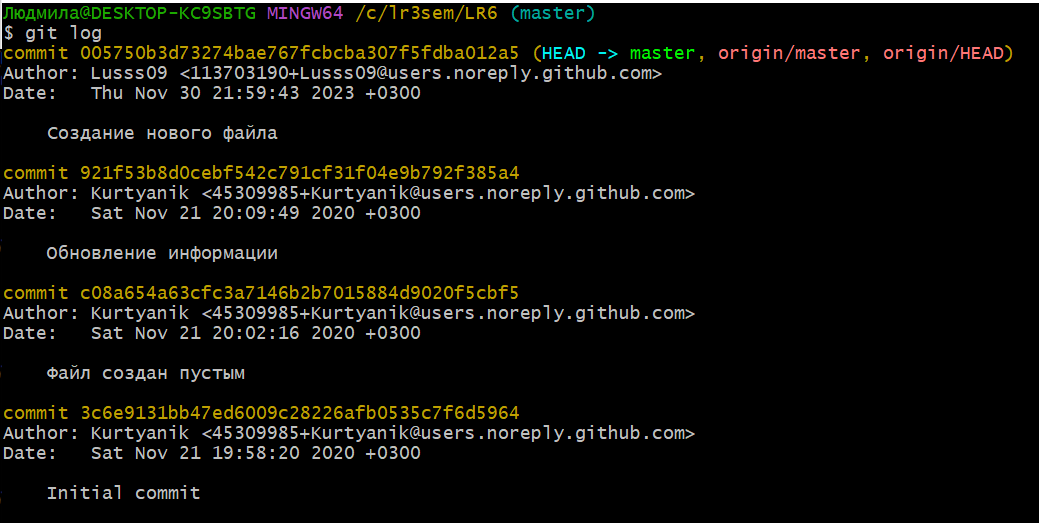 Людмила@DESKTOP-KC9SBTG MINGW64 /c/lr3sem/LR6 (master)
$ git log
commit 005750b3d73274bae767fcbcba307f5fdba012a5 (HEAD -> master, origin/master, origin/HEAD)
Author: Lusss09 <113703190+Lusss09@users.noreply.github.com>
Date:   Thu Nov 30 21:59:43 2023 +0300
Создание нового файла
commit 921f53b8d0cebf542c791cf31f04e9b792f385a4
Author: Kurtyanik <45309985+Kurtyanik@users.noreply.github.com>
Date:   Sat Nov 21 20:09:49 2020 +0300
Обновление информации
commit c08a654a63cfc3a7146b2b7015884d9020f5cbf5
Author: Kurtyanik <45309985+Kurtyanik@users.noreply.github.com>
Date:   Sat Nov 21 20:02:16 2020 +0300
Файл создан пустым
commit 3c6e9131bb47ed6009c28226afb0535c7f6d5964
Author: Kurtyanik <45309985+Kurtyanik@users.noreply.github.com>
Date:   Sat Nov 21 19:58:20 2020 +0300
Initial commit